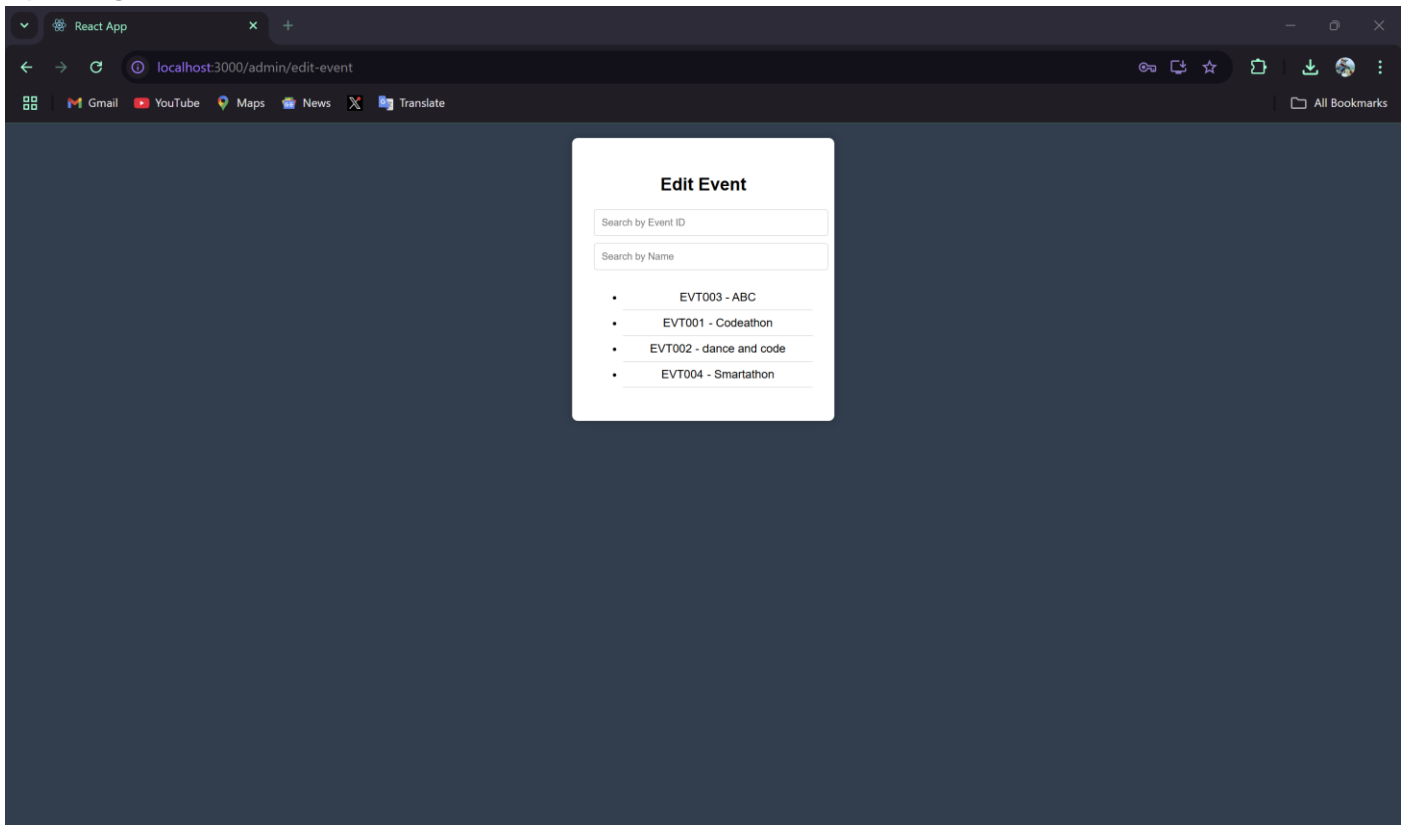 React App
localhost:3000/admin/edit-event
Gmail YouTube Maps News Translate All Bookmarks
Edit Event
Search by Event ID
Search by Name
EVT003 - ABC
EVT001 - Codeathon
EVT002 - dance and code
EVT004 - Smartathon